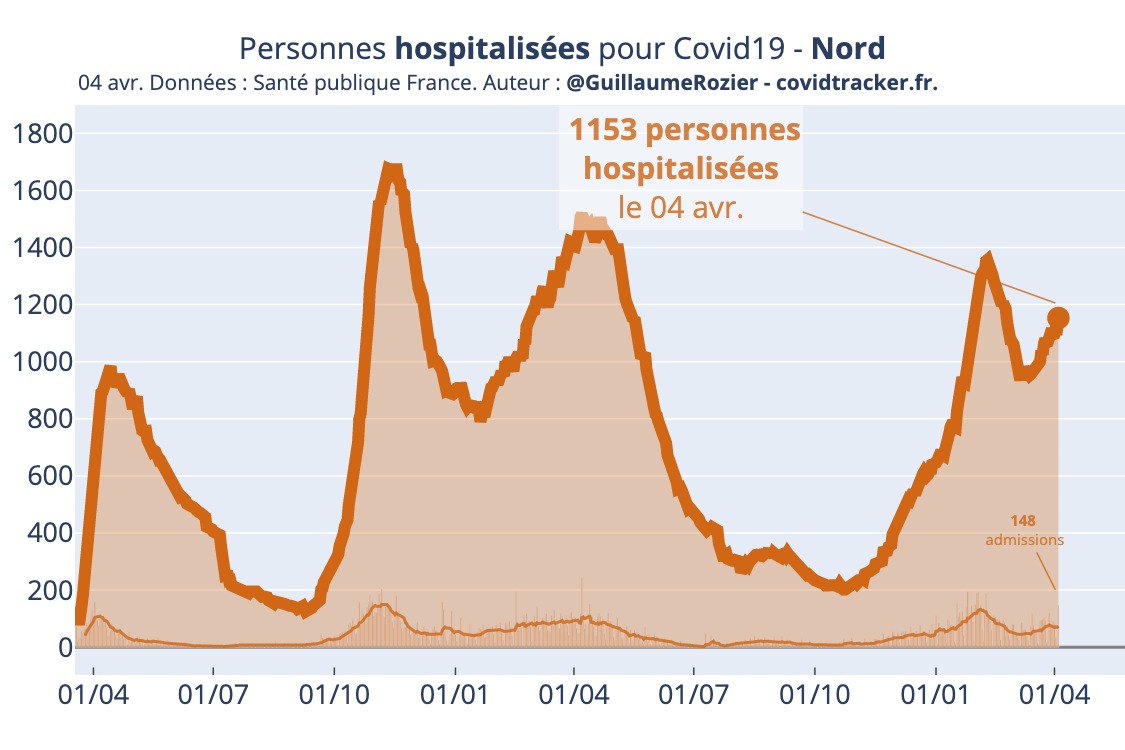 Personnes hospitalisées pour Covid19 - Nord
04 avr. Données : Santé publique France. Auteur : @GuillaumeRozier - covidtracker.fr.
1153 personnes
hospitalisées
le 04 avr.
1800
1600
1400
1200
1000
800
600
400
200
0
148
admissions
01/04 01/07 01/10 01/01 01/04 01/07 01/10 01/01 01/04